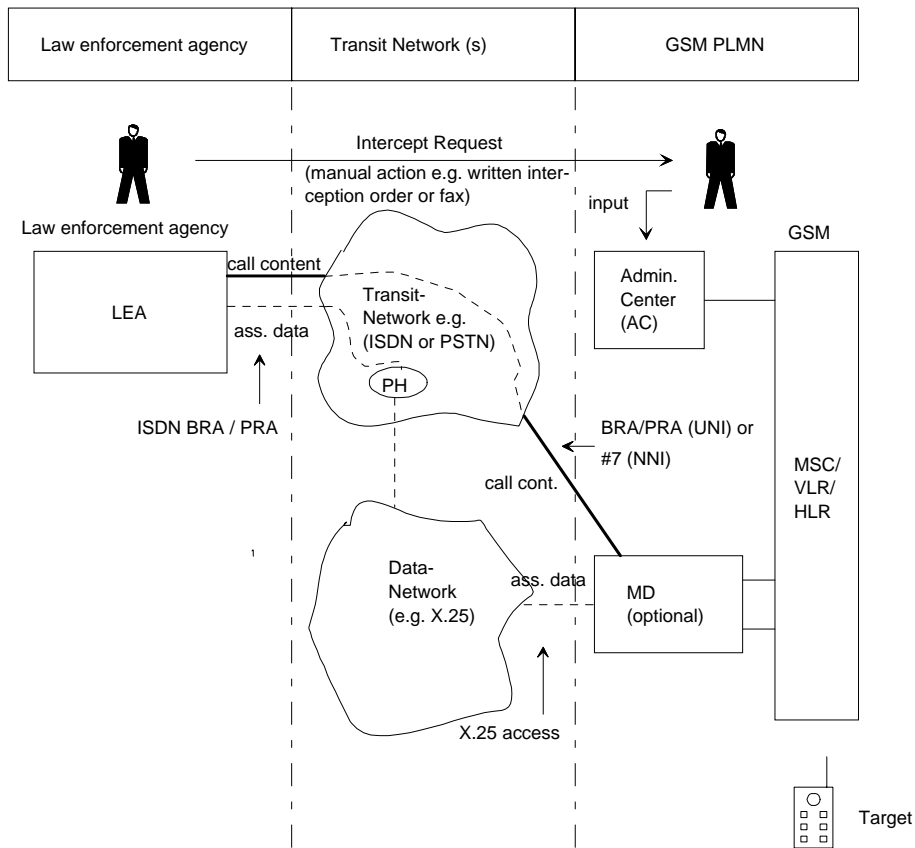 Law enforcement agency
Transit Network (s)
GSM PLMN
Intercept Request
(manual action e.g. written inter-
ception order or fax)
input
Law enforcement agency
GSM
call content
LEA
ass. data
Transit-
Network e.g.
(ISDN or PSTN)
PH
Admin.
Center
(AC)
ISDN BRA / PRA
BRA/PRA (UNI) or
#7 (NNI)
call cont.
MSC/
VLR/
HLR
Data-
Network
(e.g. X.25)
ass. data
MD
(optional)
X.25 access
Target